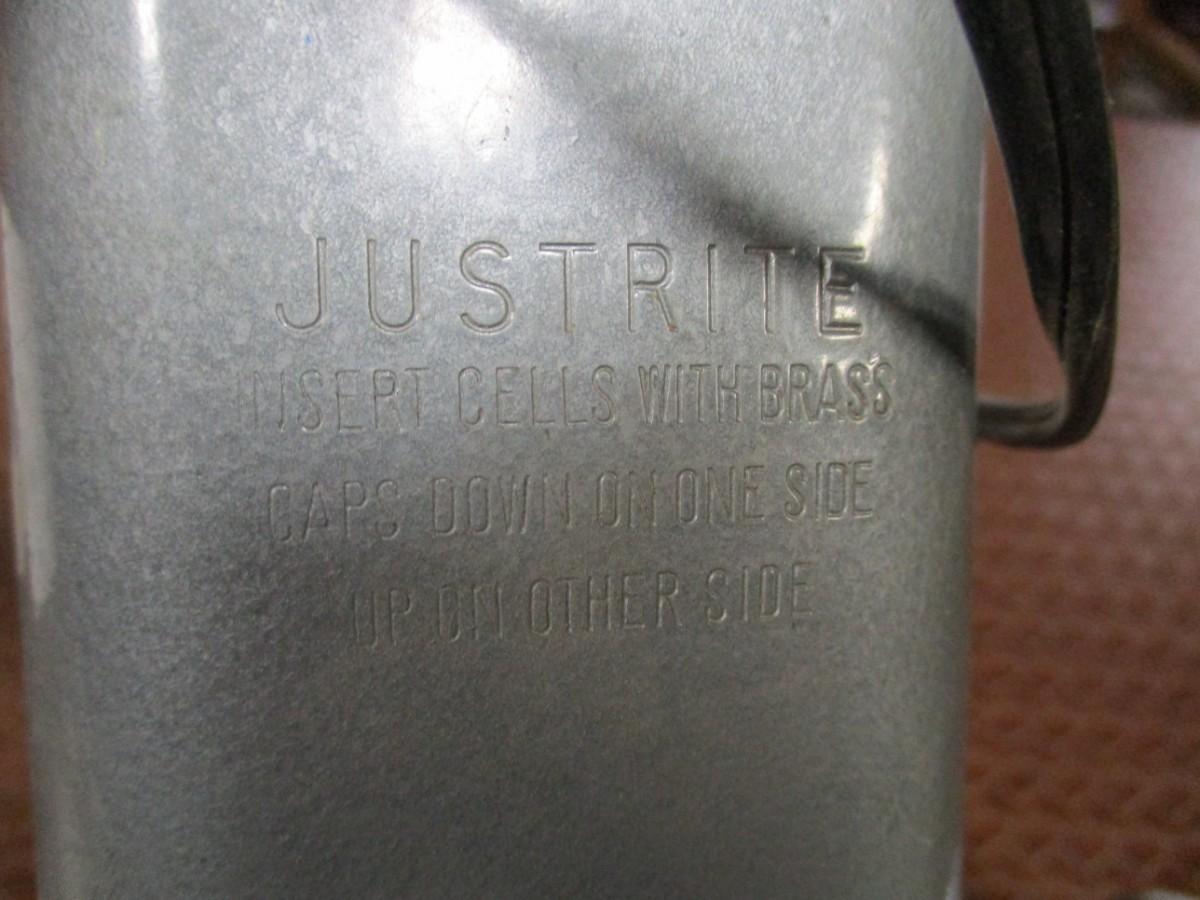 JUSTRITE
INSERT CELLS WITH BRASS
CAPS DOWN ON ONE SIDE
UP ON OTHER SIDE